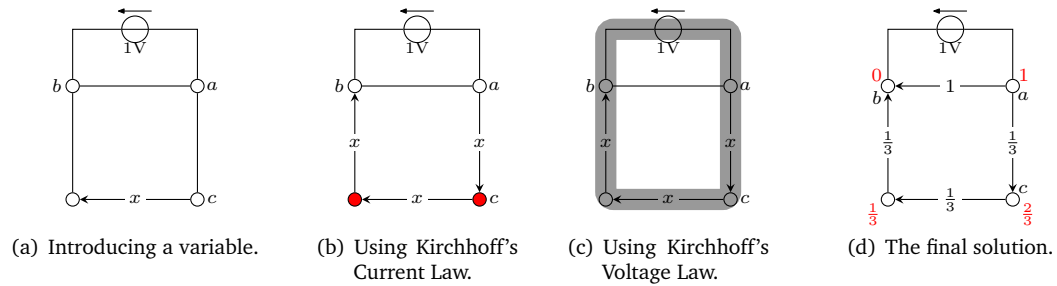 1V
b
a
x
c
(a) Introducing a variable.
1V
b
a
x
x
x
c
(b) Using Kirchhoff's
Current Law.
1V
b
a
x
x
x
c
(c) Using Kirchhoff's
Voltage Law.
1V
0
1
b
1
a
1/3
1/3
c
1/3
1/3
2/3
(d) The final solution.